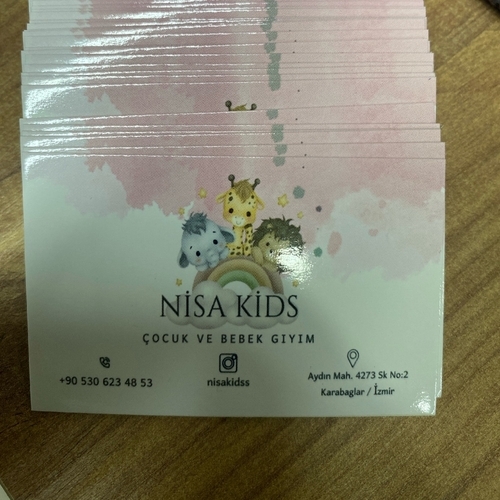 NİSA KİDS
ÇOCUK VE BEBEK GIYIM
+90 530 623 48 53
nisakidss
Aydın Mah. 4273 Sk No:2
Karabaglar / İzmir